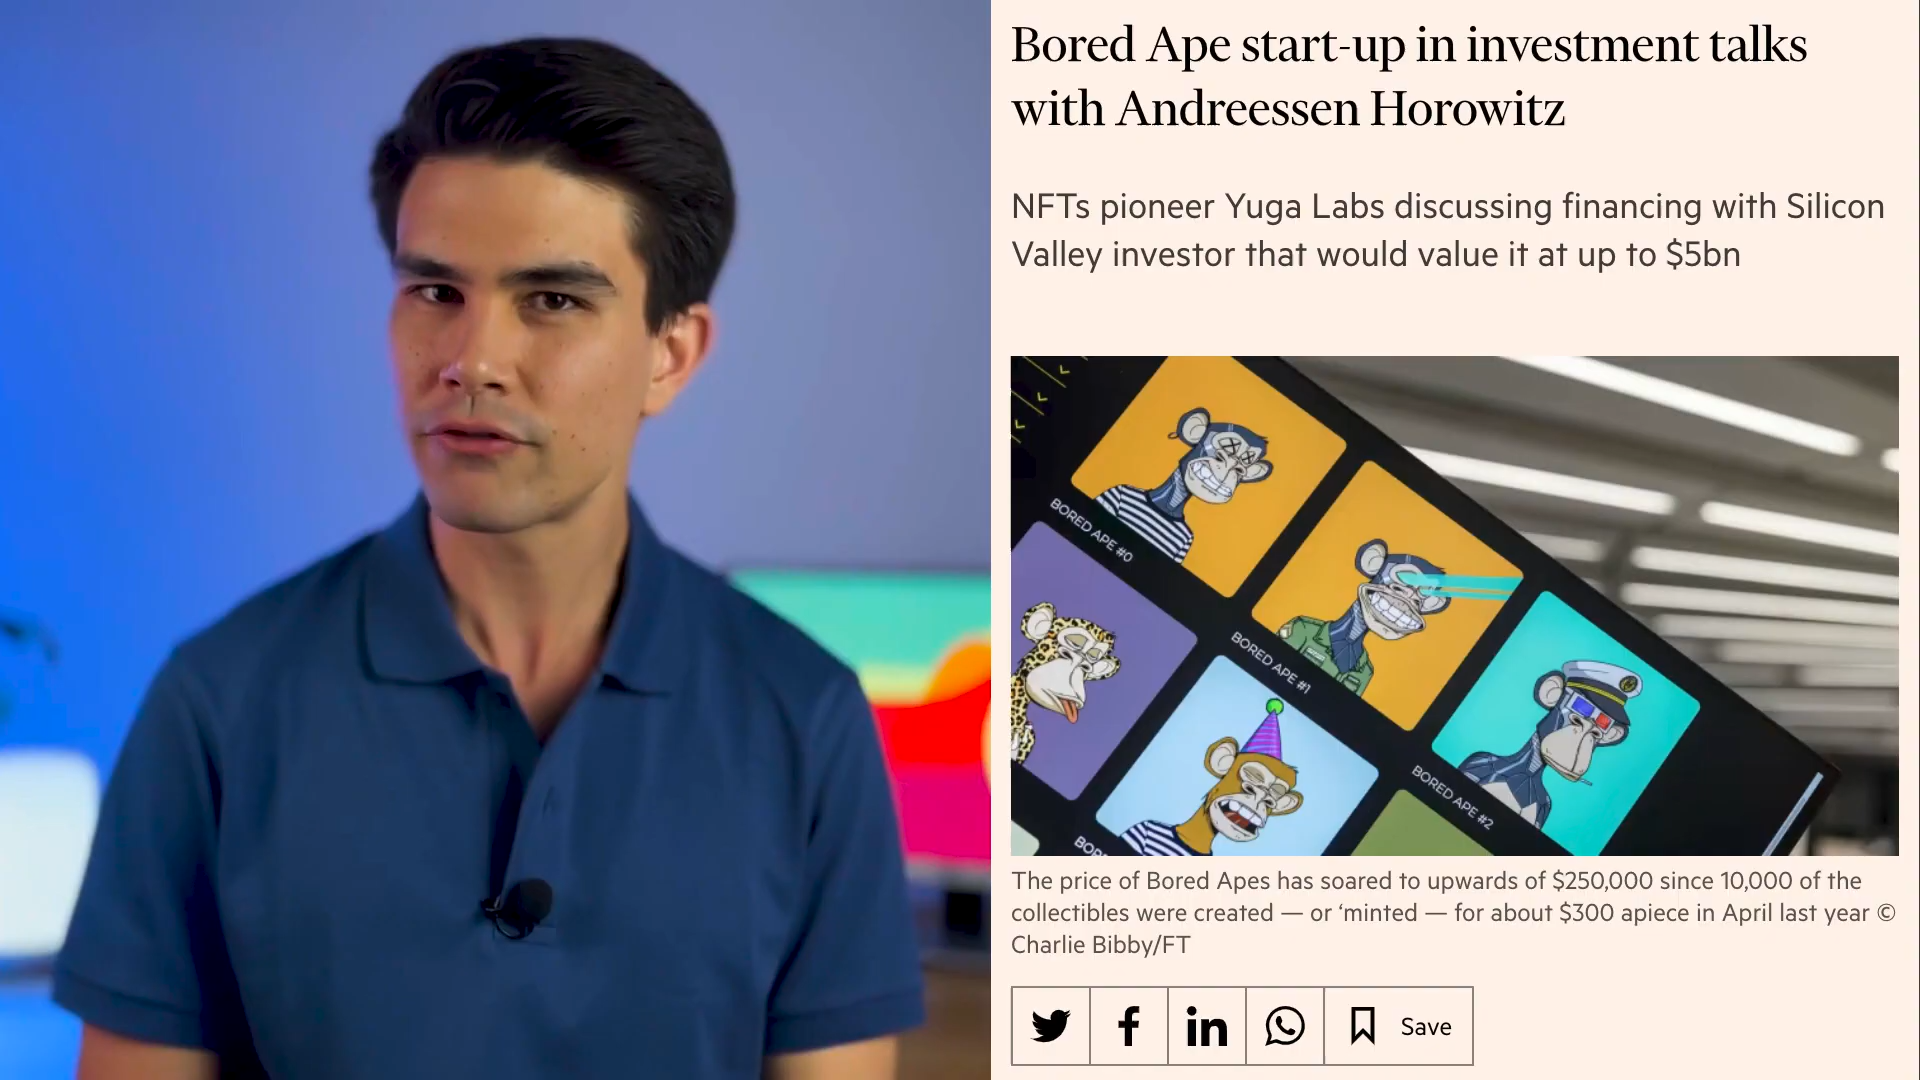 Bored Ape start-up in investment talks
with Andreessen Horowitz
NFTs pioneer Yuga Labs discussing financing with Silicon
Valley investor that would value it at up to $5bn
BORED APE #0
BORED APE #1
BORED APE #2
The price of Bored Apes has soared to upwards of $250,000 since 10,000 of the
collectibles were created — or ‘minted — for about $300 apiece in April last year ©
Charlie Bibby/FT
Save